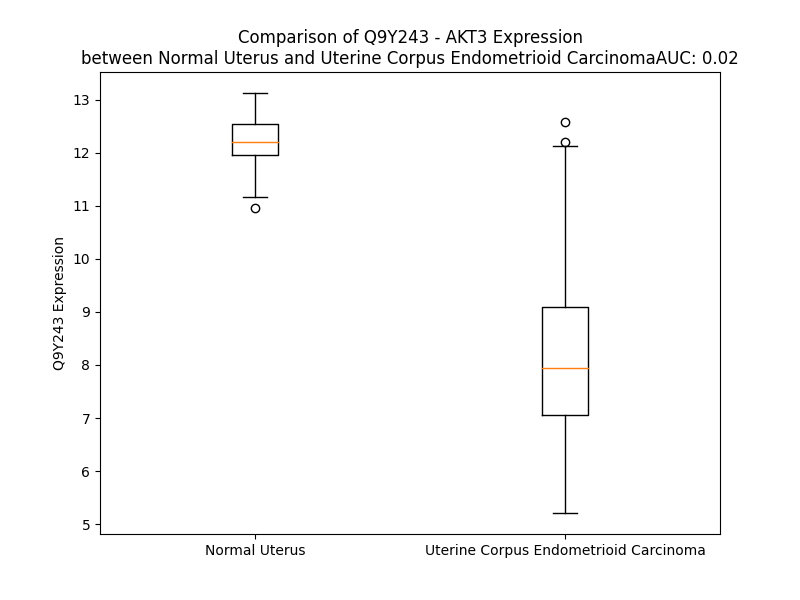 Comparison of Q9Y243 - AKT3 Expression
between Normal Uterus and Uterine Corpus Endometrioid CarcinomaAUC: 0.02
13
12
11
10
9
8
7
6
5
Q9Y243 Expression
Normal Uterus
Uterine Corpus Endometrioid Carcinoma